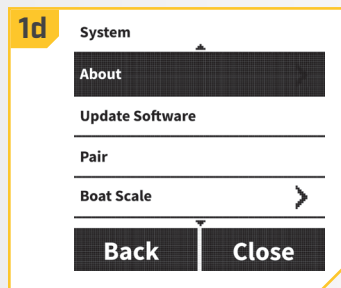 1d
System
About
Update Software
Pair
Boat Scale
Back Close